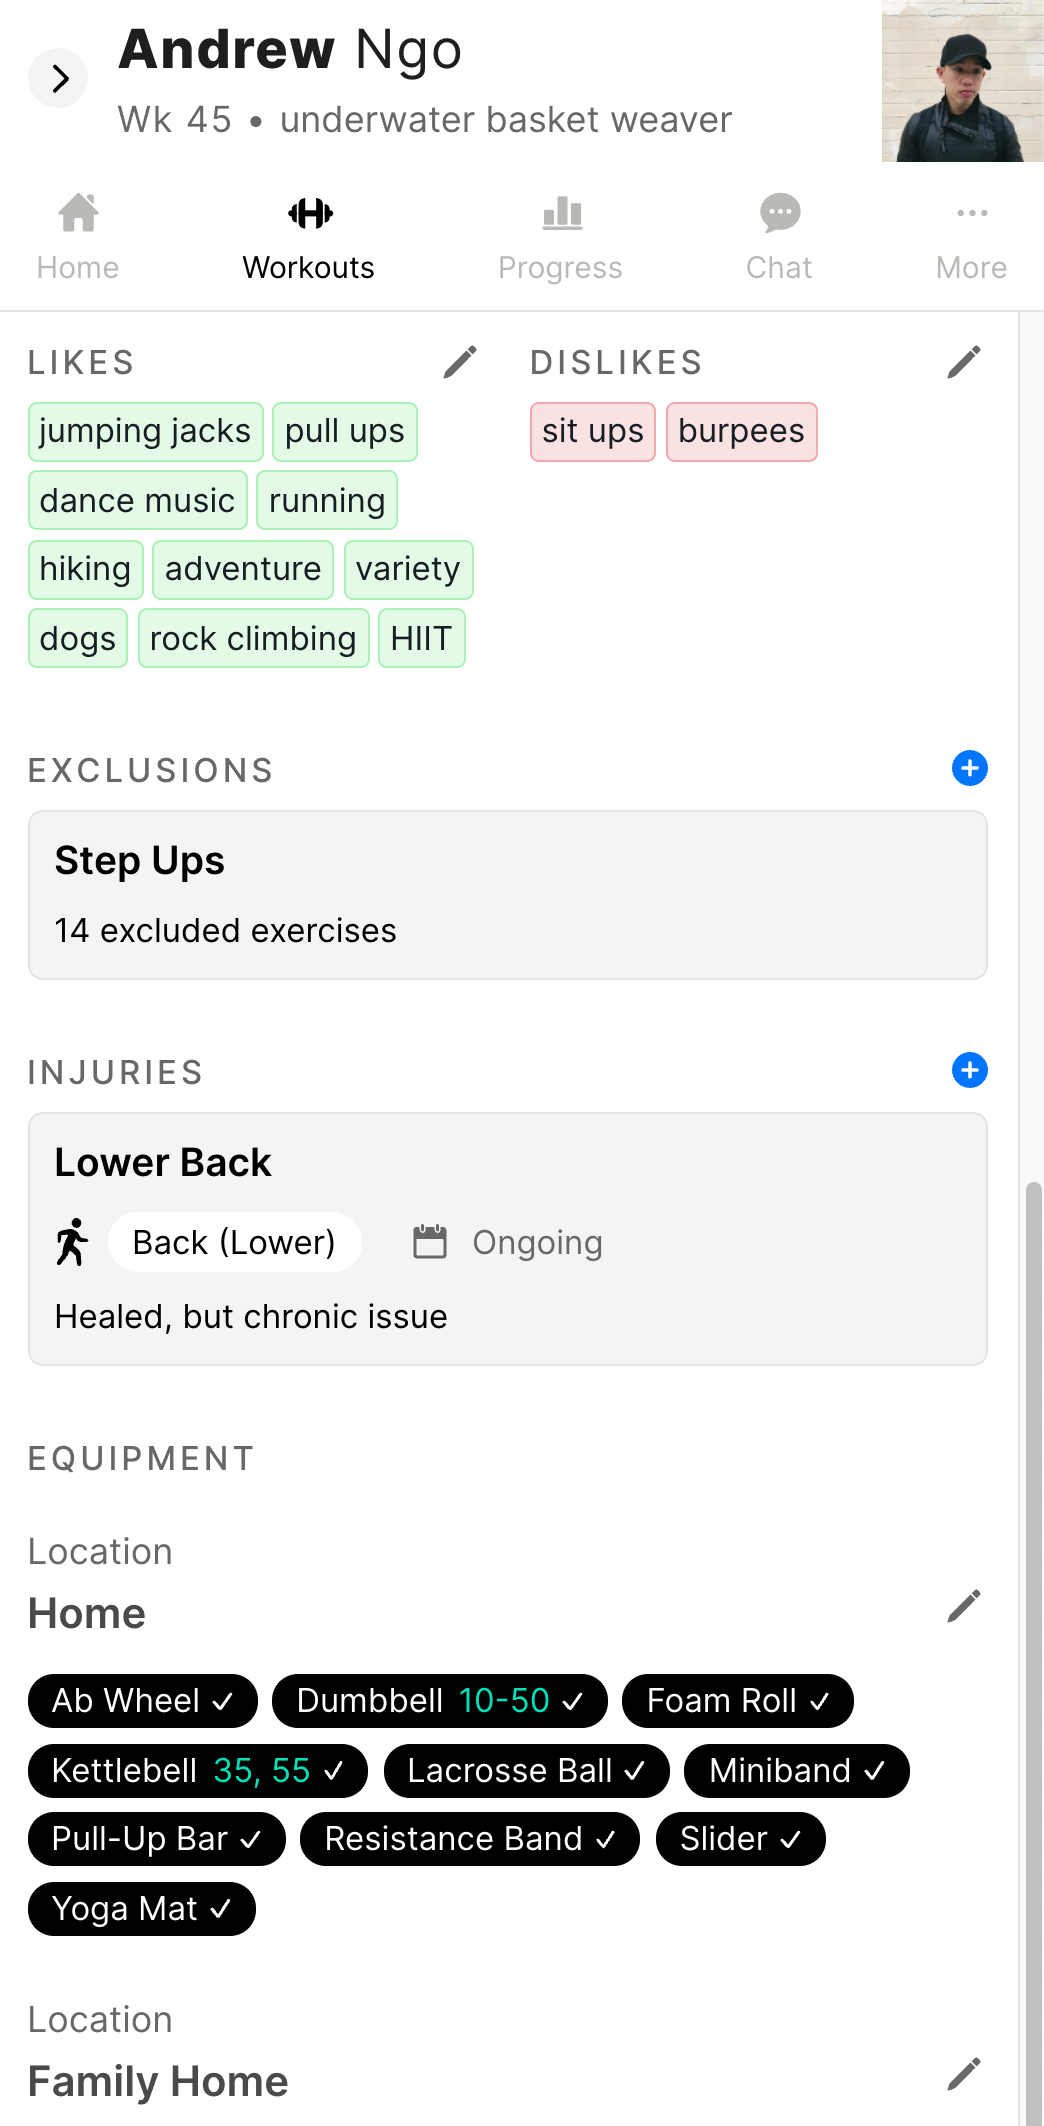 Andrew Ngo
Wk 45 • underwater basket weaver
Home Workouts Progress Chat More
LIKES
jumping jacks pull ups
dance music running
hiking adventure variety
dogs rock climbing HIIT
DISLIKES
sit ups burpees
EXCLUSIONS
Step Ups
14 excluded exercises
INJURIES
Lower Back
Back (Lower) Ongoing
Healed, but chronic issue
EQUIPMENT
Location
Home
Ab Wheel ✓ Dumbbell 10-50 ✓ Foam Roll ✓
Kettlebell 35, 55 ✓ Lacrosse Ball ✓ Miniband ✓
Pull-Up Bar ✓ Resistance Band ✓ Slider ✓
Yoga Mat ✓
Location
Family Home